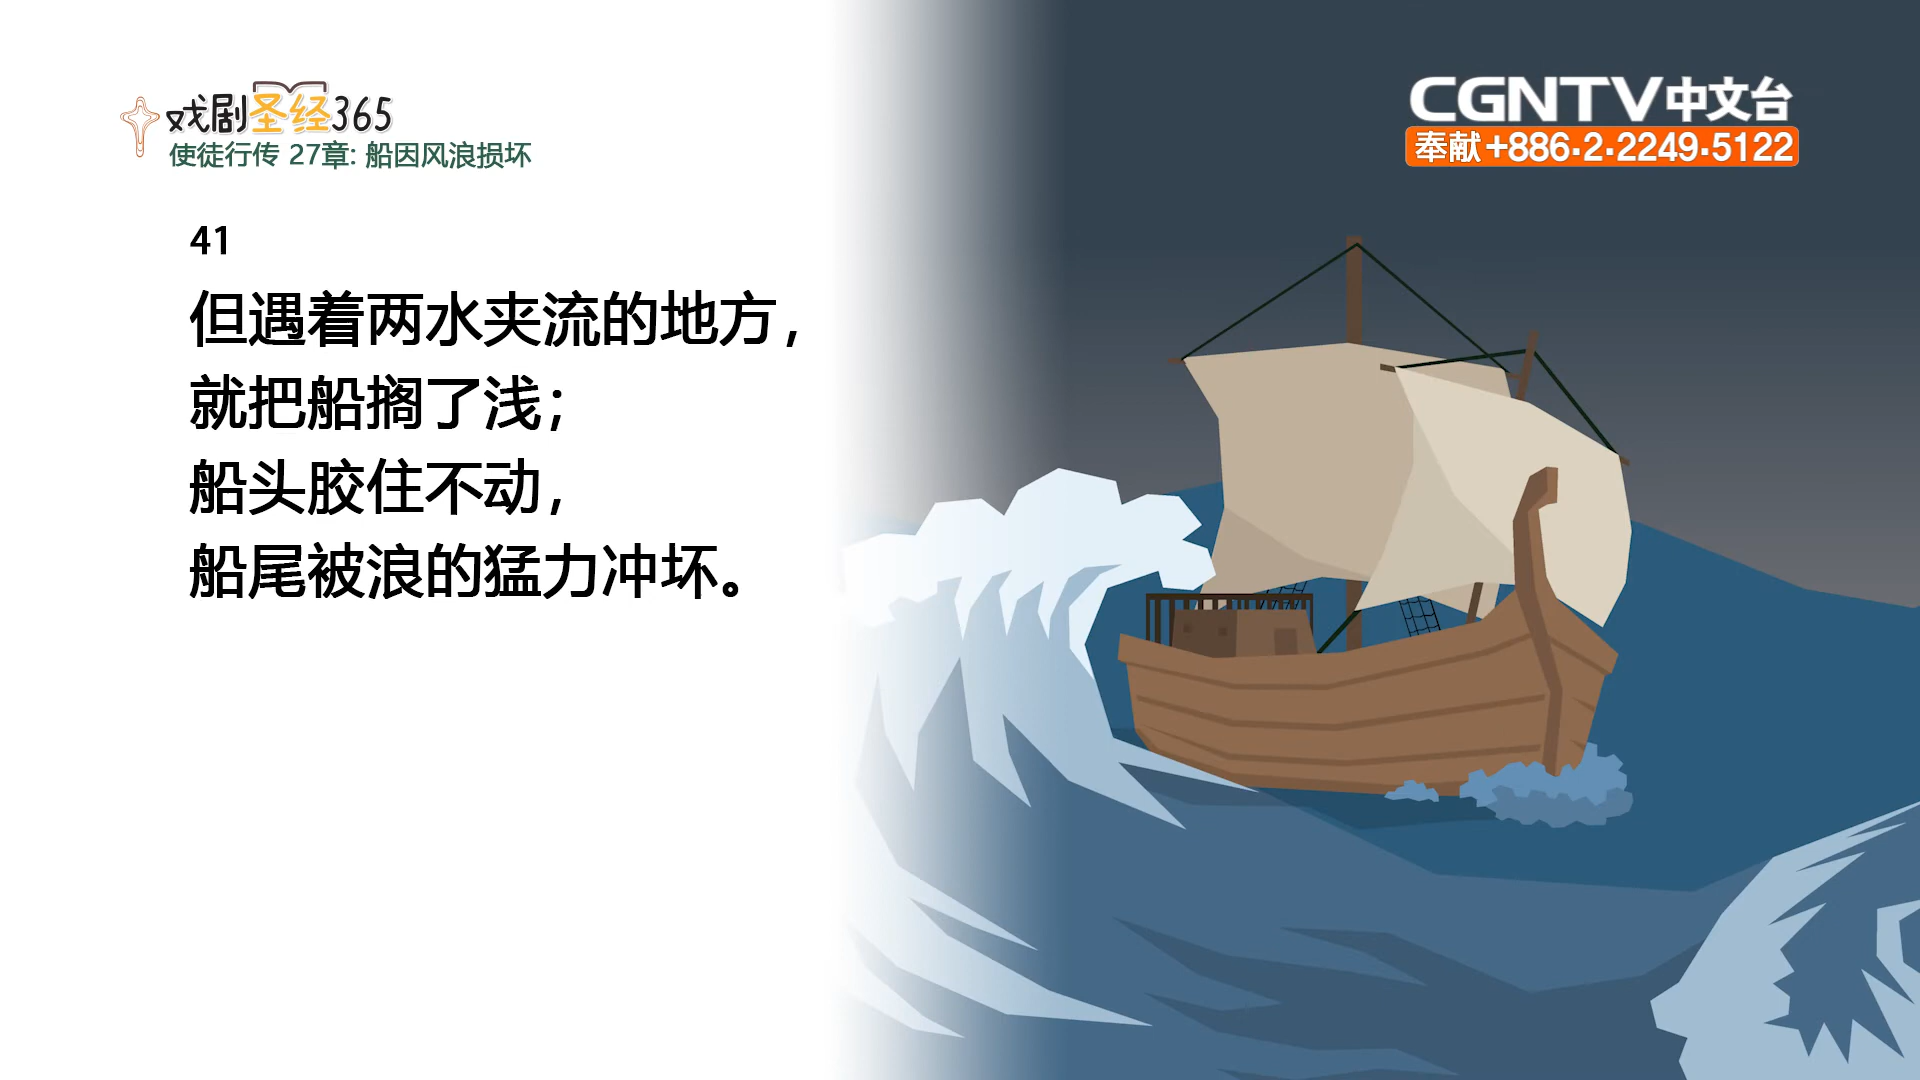 戏剧圣经365
使徒行传 27章: 船因风浪损坏
CGNTV中文台
奉献+886·2·2249·5122
41
但遇着两水夹流的地方，
就把船搁了浅；
船头胶住不动，
船尾被浪的猛力冲坏。